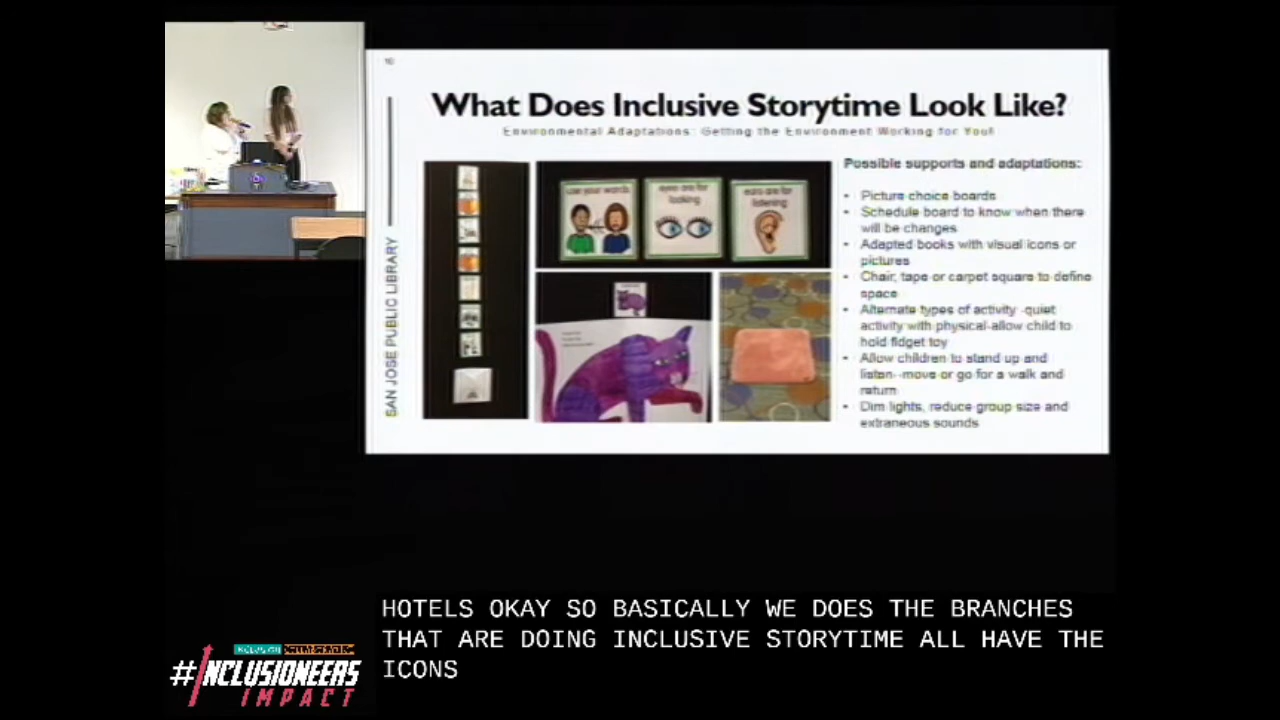 16
What Does Inclusive Storytime Look Like?
Environmental Adaptations: Getting the Environment Working for You!
SAN JOSE PUBLIC LIBRARY
use your words
eyes are for
looking
ears are for
listening
Possible supports and adaptations:
• Picture choice boards
• Schedule board to know when there
will be changes
• Adapted books with visual icons or
pictures
• Chair, tape or carpet square to define
space
• Alternate types of activity -quiet
activity with physical-allow child to
hold fidget toy
• Allow children to stand up and
listen--move or go for a walk and
return
• Dim lights, reduce group size and
extraneous sounds
HOTELS OKAY SO BASICALLY WE DOES THE BRANCHES
THAT ARE DOING INCLUSIVE STORYTIME ALL HAVE THE
ICONS
#INCLUSIONEERS
IMPACT